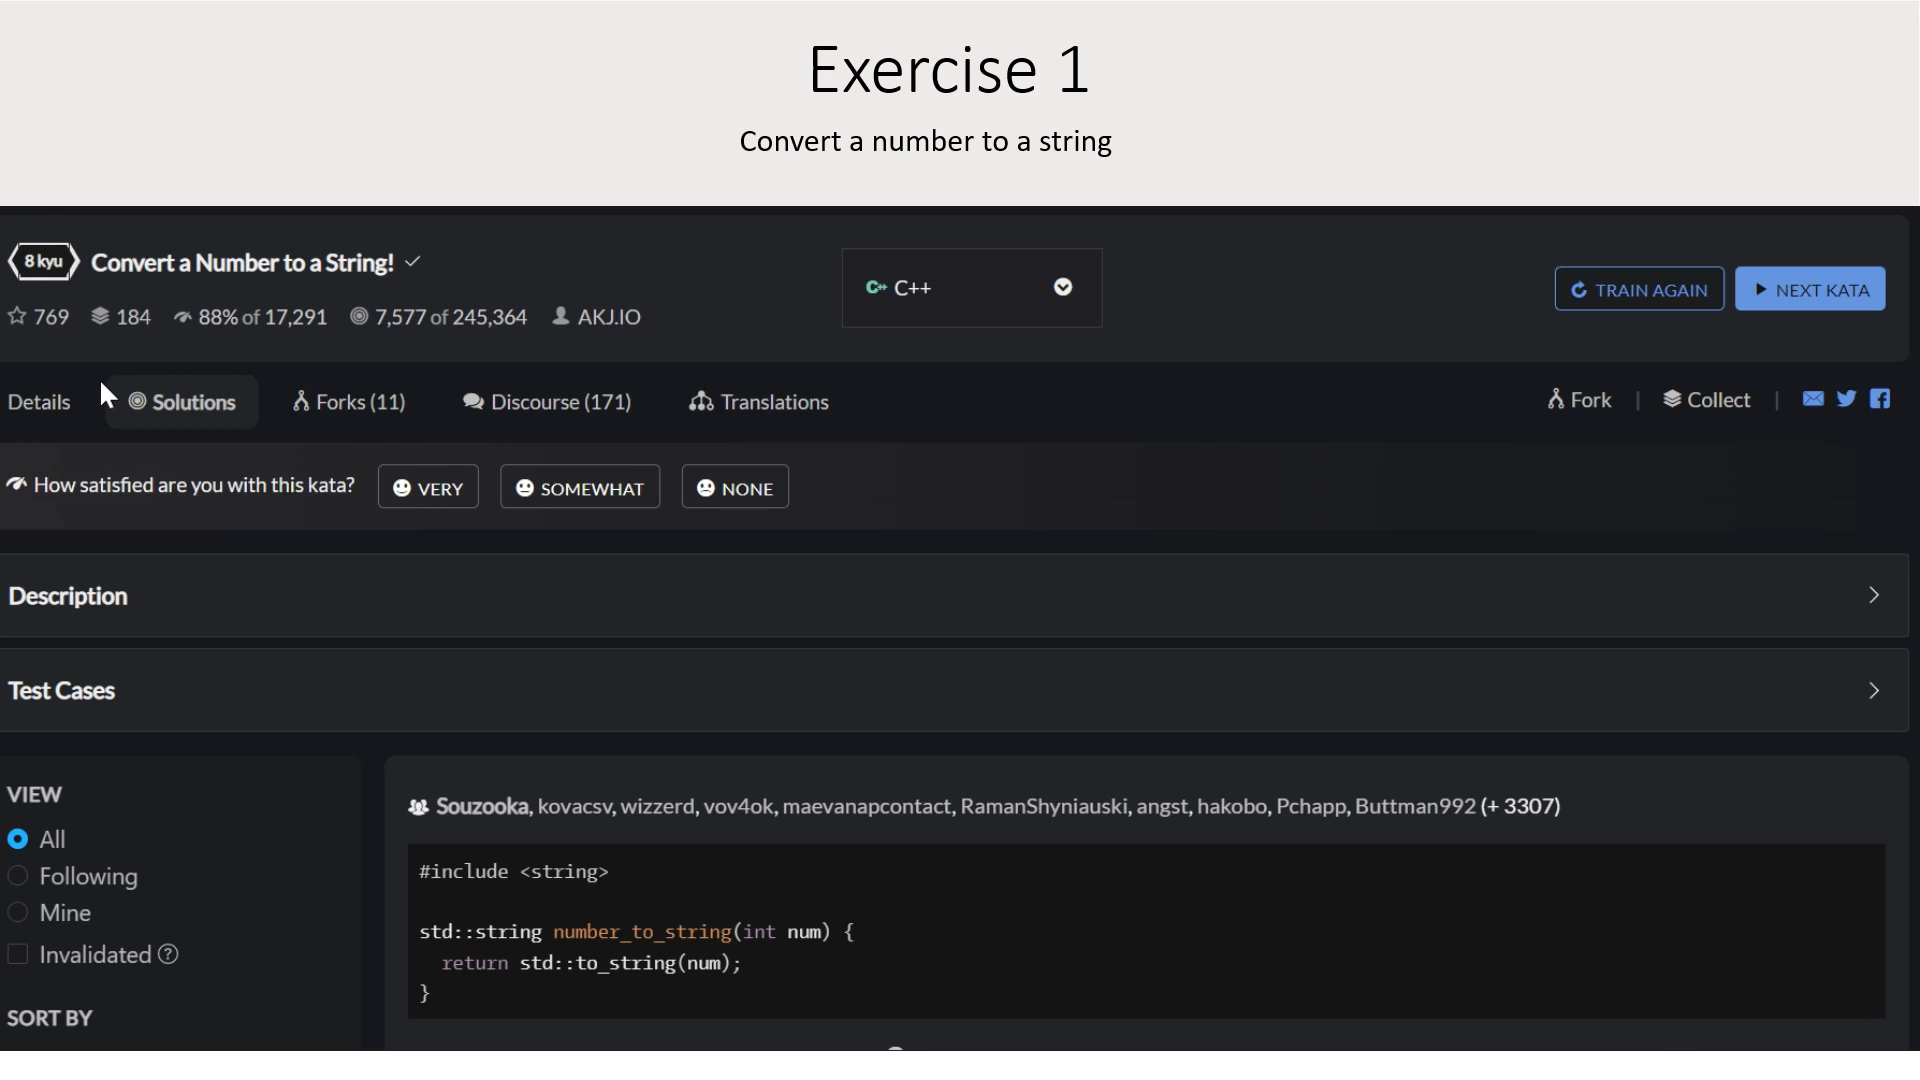 Exercise 1
Convert a number to a string
8 kyu Convert a Number to a String!
769 184 88% of 17,291 7,577 of 245,364 AKJ.IO
C++ C++
TRAIN AGAIN NEXT KATA
Details Solutions Forks (11) Discourse (171) Translations Fork | Collect |
How satisfied are you with this kata? VERY SOMEWHAT NONE
Description
Test Cases
VIEW
All
Following
Mine
Invalidated
SORT BY
Souzooka, kovacsv, wizzerd, vov4ok, maevanapcontact, RamanShyniauski, angst, hakobo, Pchapp, Buttman992 (+ 3307)
#include <string>
std::string number_to_string(int num) {
return std::to_string(num);
}